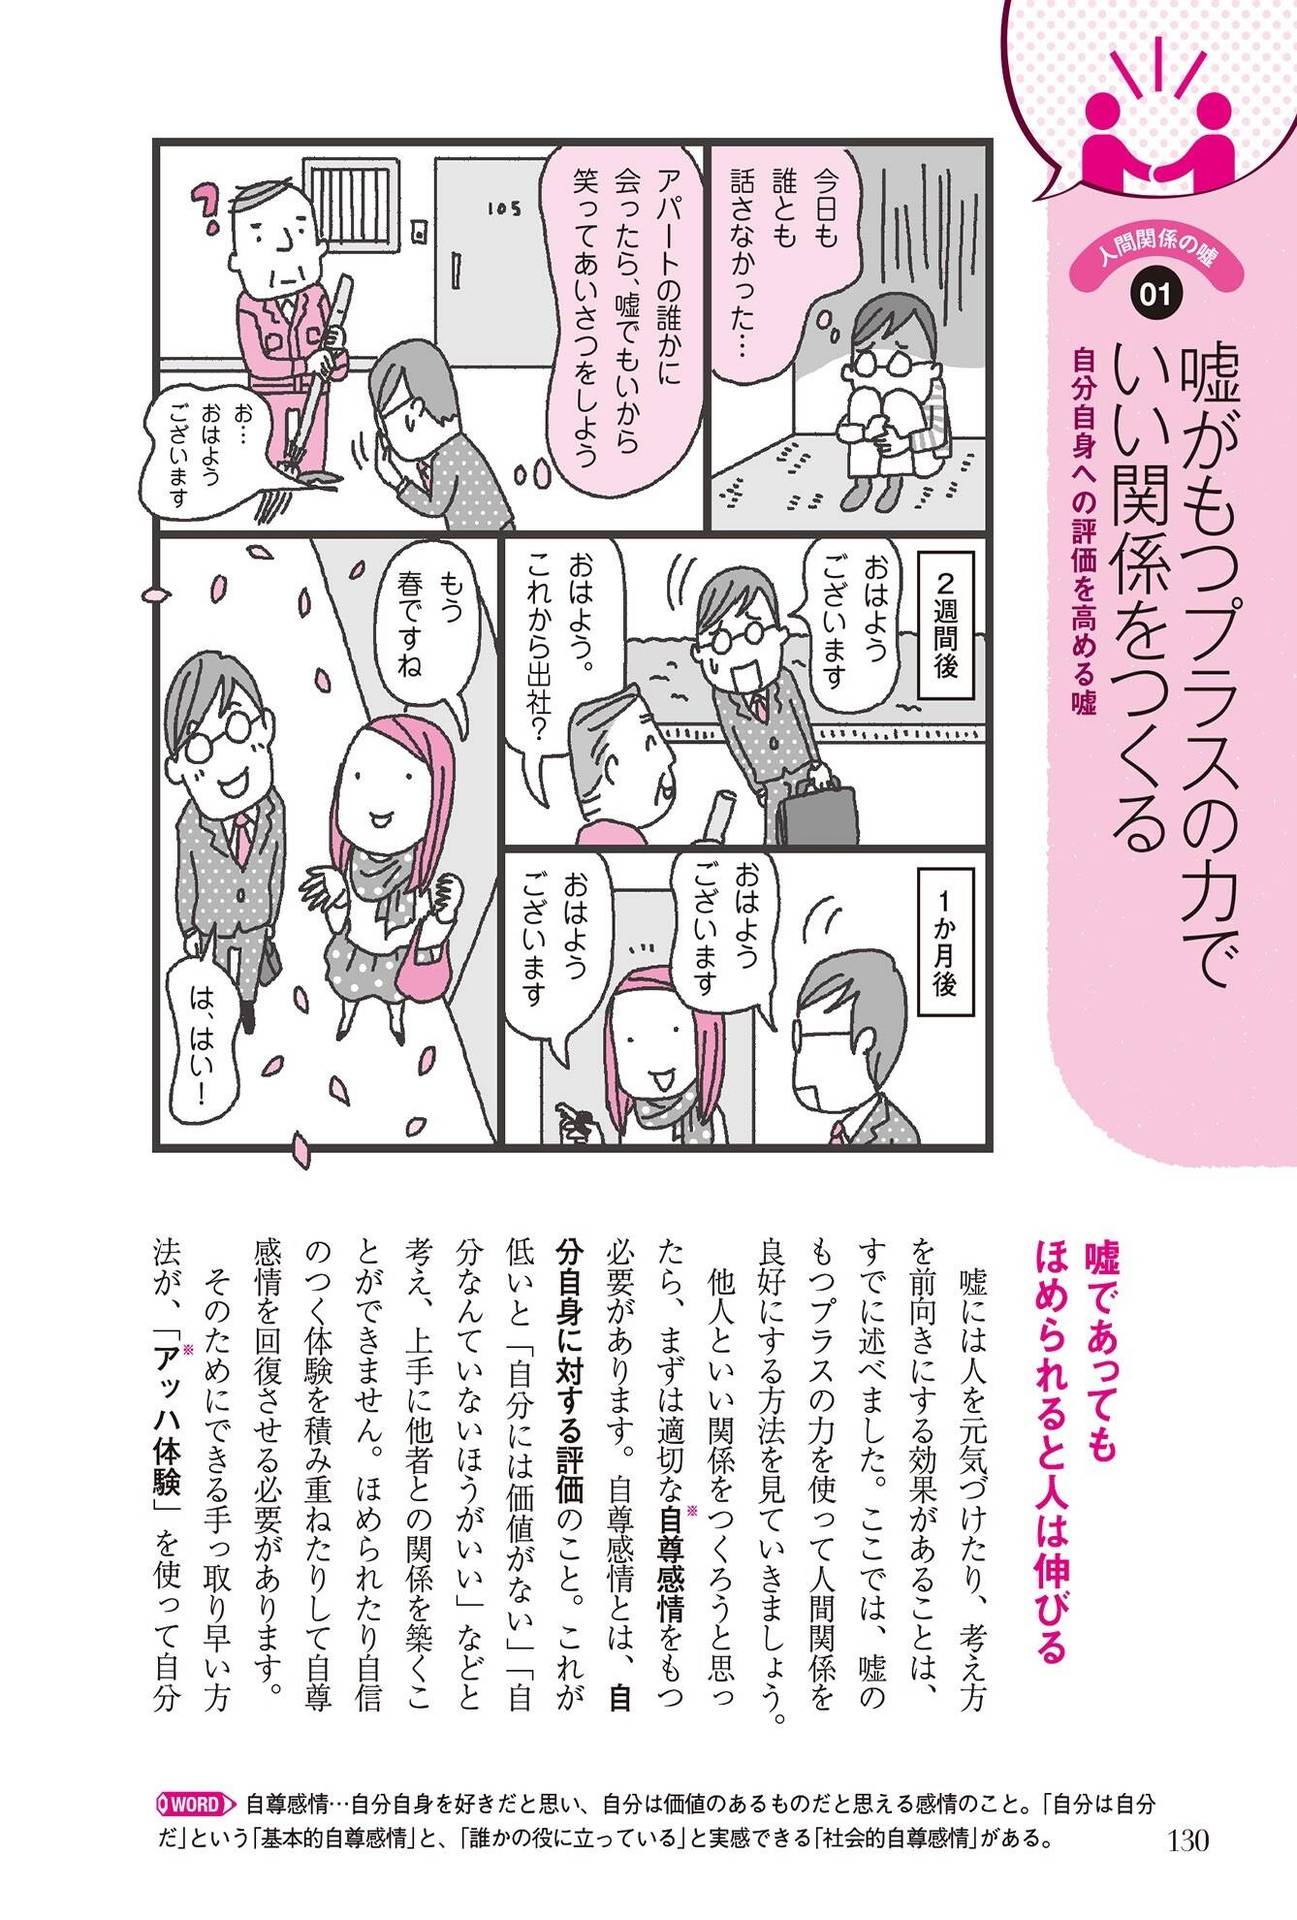 人間関係の嘘
01
嘘がもつプラスの力で
いい関係をつくる
自分自身への評価を高める嘘
今日も
誰とも
話さなかった…
アパートの誰かに
会ったら、嘘でもいいから
笑ってあいさつをしよう
105
お…
おはよう
ございます
2週間後
おはよう
ございます
おはよう。
これから出社?
1か月後
おはよう
ございます
おはよう
ございます
もう
春ですね
は、はい!
嘘であっても
ほめられると人は伸びる
嘘には人を元気づけたり、考え方
を前向きにする効果があることは、
すでに述べました。ここでは、嘘の
もつプラスの力を使って人間関係を
良好にする方法を見ていきましょう。
他人といい関係をつくろうと思っ
たら、まずは適切な※自尊感情をもつ
必要があります。自尊感情とは、自
分自身に対する評価のこと。これが
低いと「自分には価値がない」「自
分なんていないほうがいい」などと
考え、上手に他者との関係を築くこ
とができません。ほめられたり自信
のつく体験を積み重ねたりして自尊
感情を回復させる必要があります。
そのためにできる手っ取り早い方
法が、「※アッハ体験」を使って自分
WORD 自尊感情…自分自身を好きだと思い、自分は価値のあるものだと思える感情のこと。「自分は自分
だ」という「基本的自尊感情」と、「誰かの役に立っている」と実感できる「社会的自尊感情」がある。
130